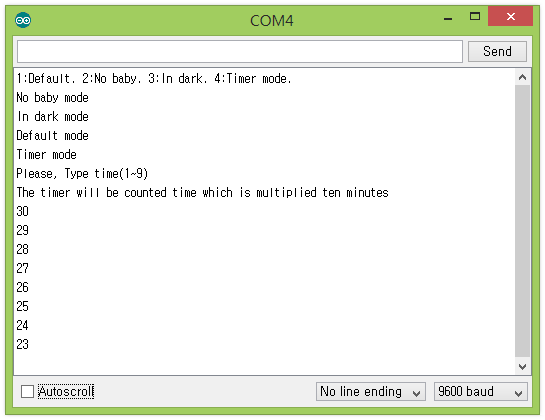 COM4
Send
1:Default. 2:No baby. 3:In dark. 4:Timer mode.
No baby mode
In dark mode
Default mode
Timer mode
Please, Type time(1~9)
The timer will be counted time which is multiplied ten minutes
30
29
28
27
26
25
24
23
Autoscroll
No line ending
9600 baud